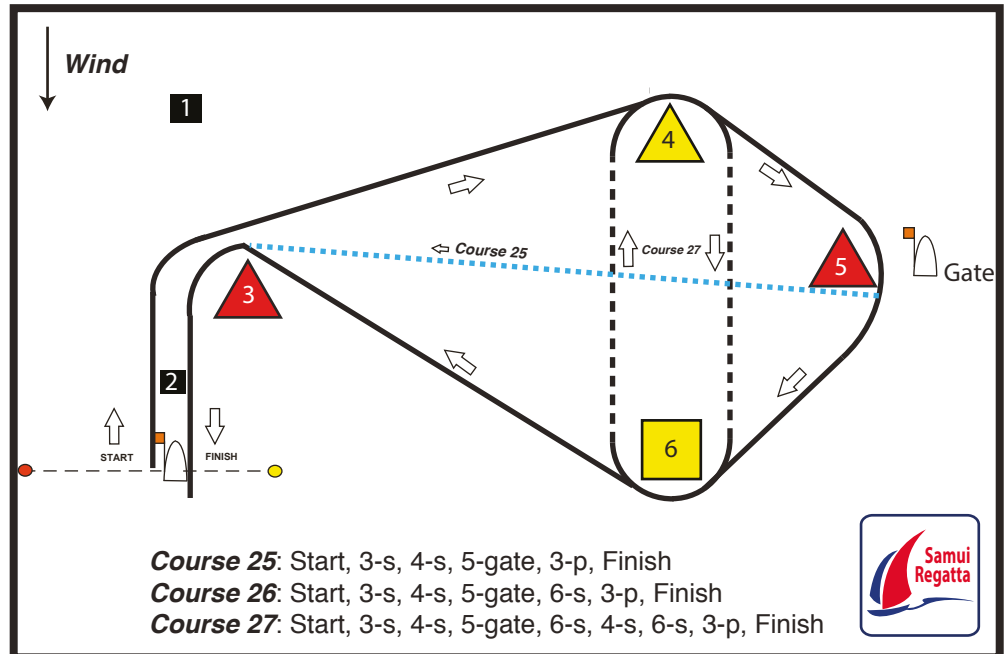 Wind
1
4
Course 25
Course 27
5
Gate
3
2
START
FINISH
6
Course 25: Start, 3-s, 4-s, 5-gate, 3-p, Finish
Course 26: Start, 3-s, 4-s, 5-gate, 6-s, 3-p, Finish
Course 27: Start, 3-s, 4-s, 5-gate, 6-s, 4-s, 6-s, 3-p, Finish
Samui
Regatta